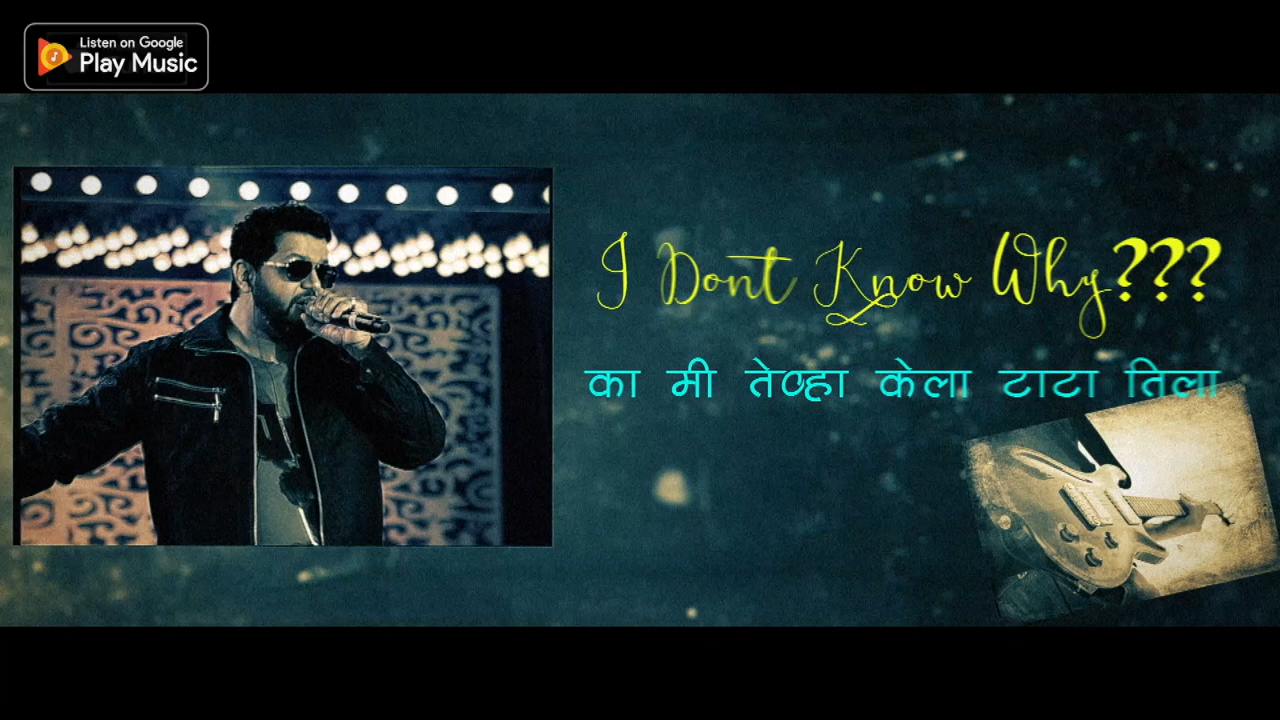 Listen on Google
Play Music
I Dont Know Why???
का मी तेव्हा केला टाटा तिला